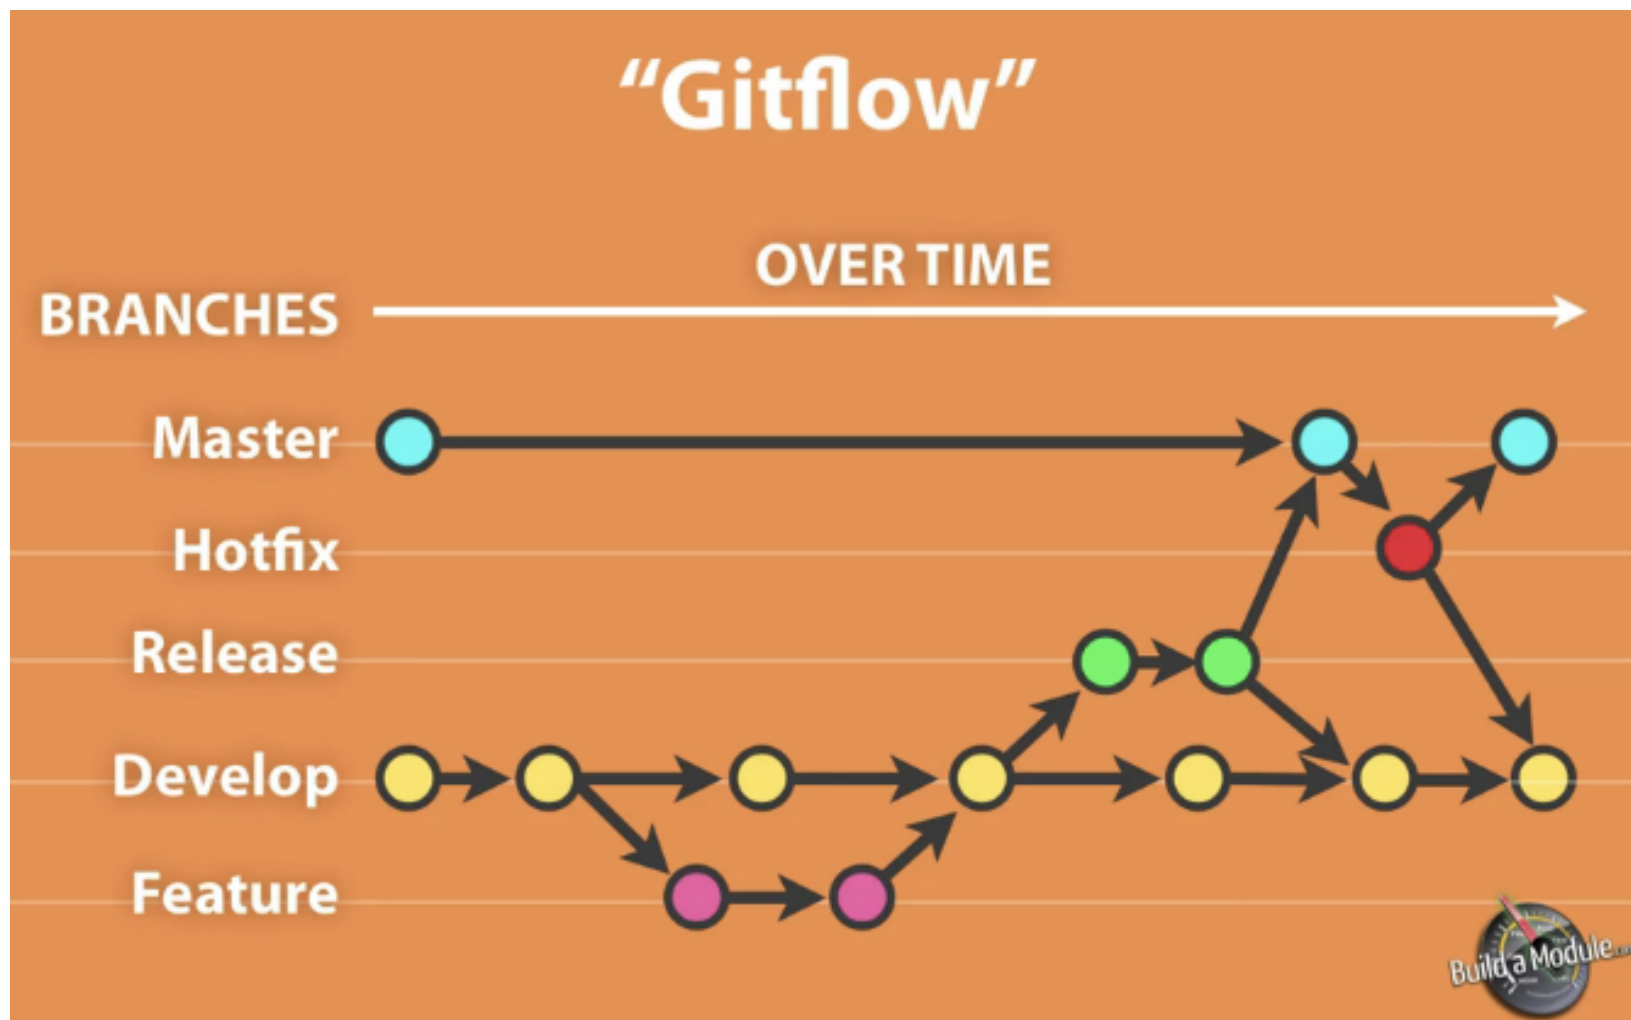 “Gitflow”
OVER TIME
BRANCHES
Master
Hotfix
Release
Develop
Feature
Build a Module